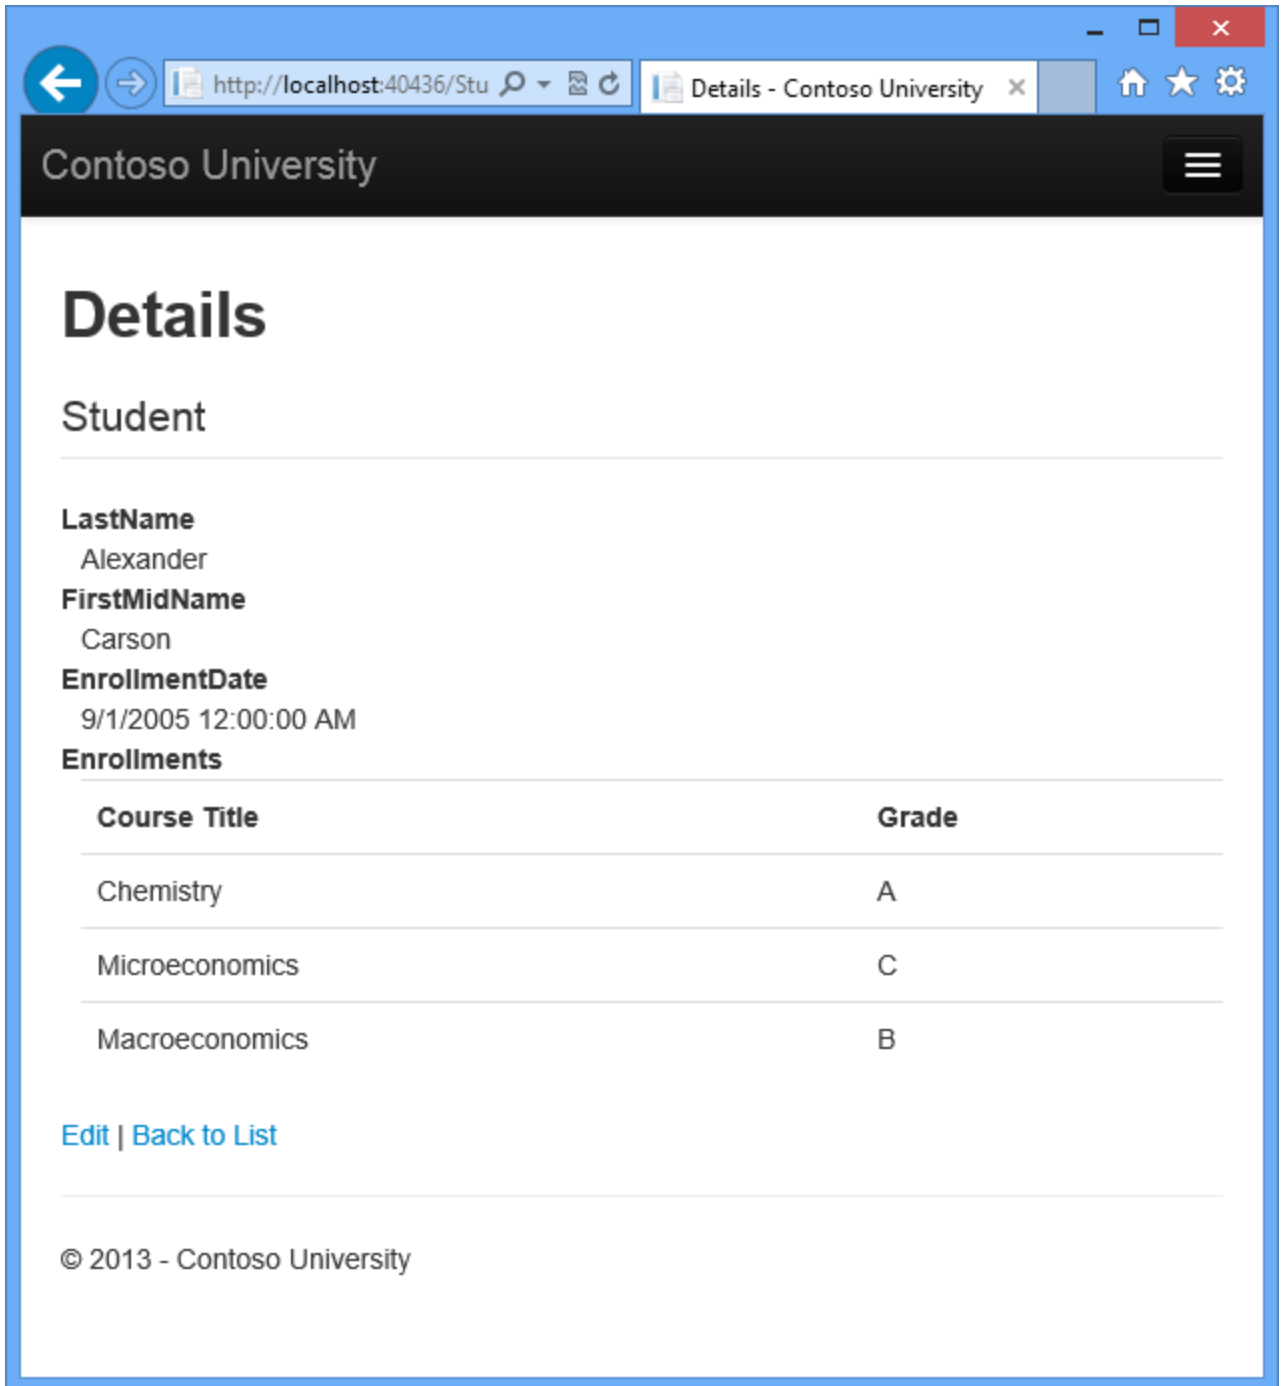 http://localhost:40436/Stu
Details - Contoso University
Contoso University
Details
Student
LastName
Alexander
FirstMidName
Carson
EnrollmentDate
9/1/2005 12:00:00 AM
Enrollments
Course Title Grade
Chemistry A
Microeconomics C
Macroeconomics B
Edit | Back to List
© 2013 - Contoso University